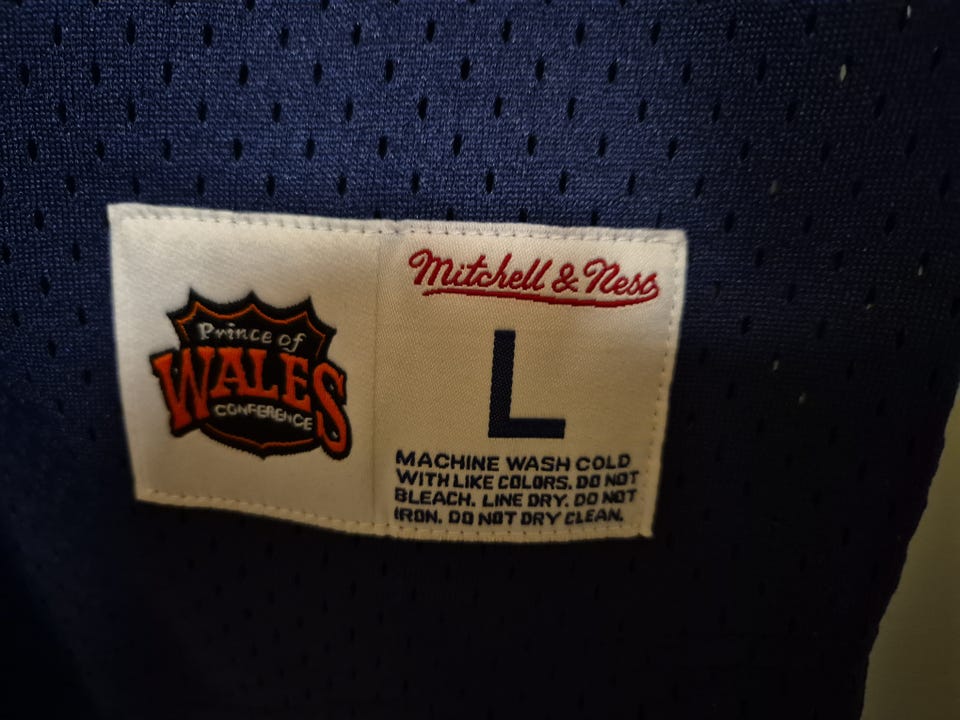 Prince of
WALES
CONFERENCE
Mitchell & Ness
L
MACHINE WASH COLD
WITH LIKE COLORS. DO NOT
BLEACH. LINE DRY. DO NOT
IRON. DO NOT DRY CLEAN.